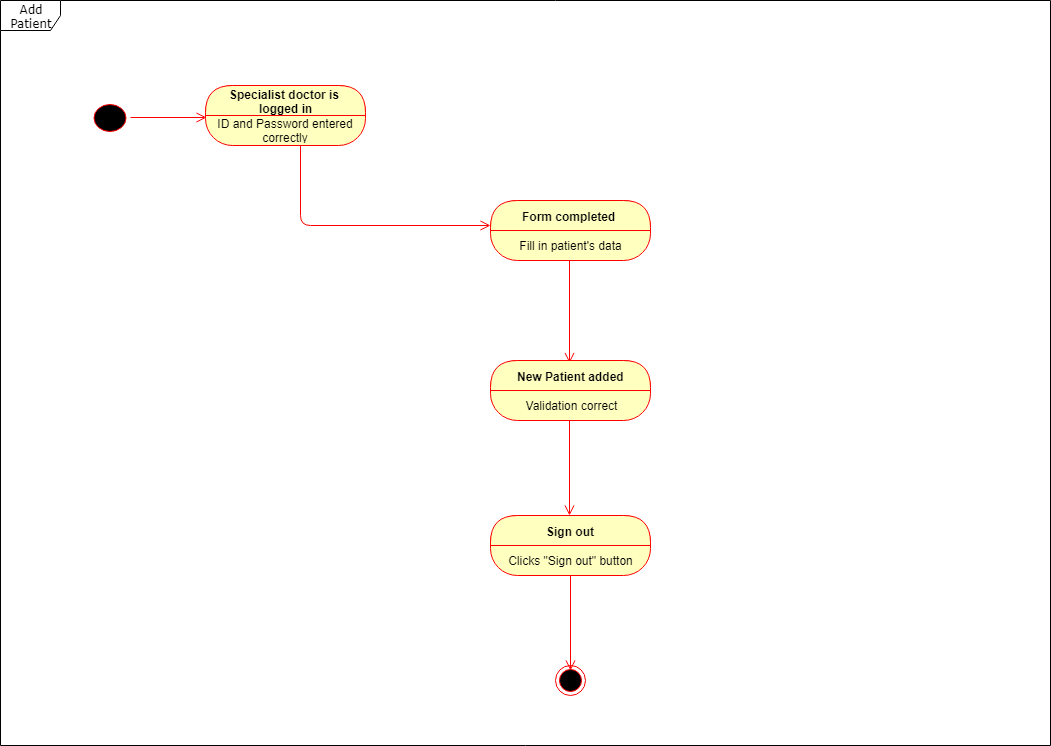 Add
Patient
Specialist doctor is
logged in
ID and Password entered
correctly
Form completed
Fill in patient's data
New Patient added
Validation correct
Sign out
Clicks "Sign out" button